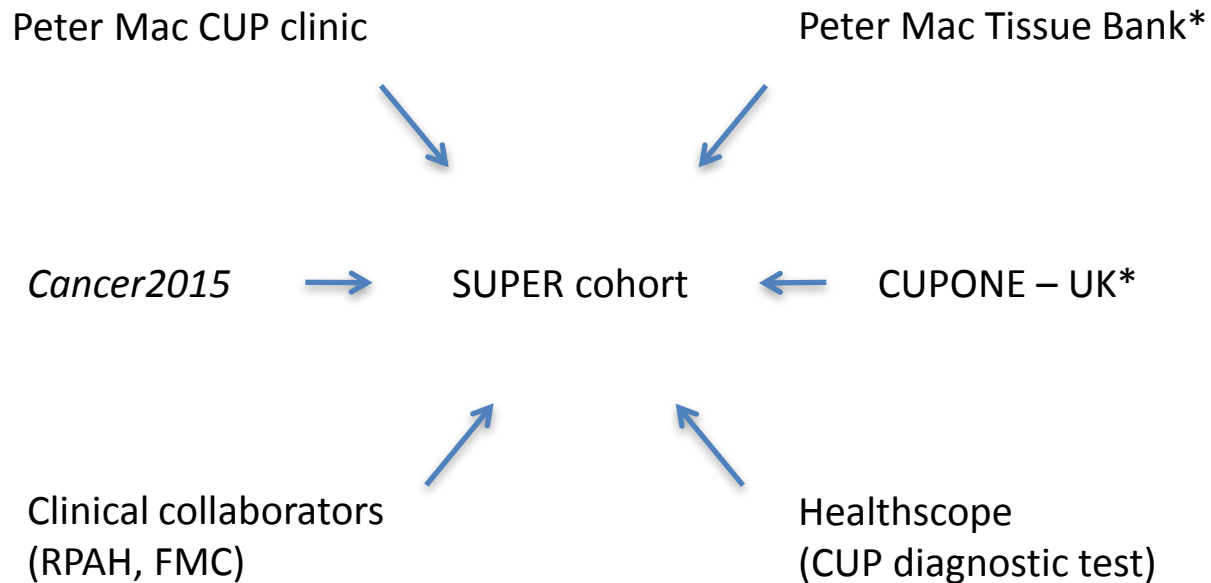 Peter Mac CUP clinic
Peter Mac Tissue Bank*
Cancer2015
SUPER cohort
CUPONE – UK*
Clinical collaborators
(RPAH, FMC)
Healthscope
(CUP diagnostic test)